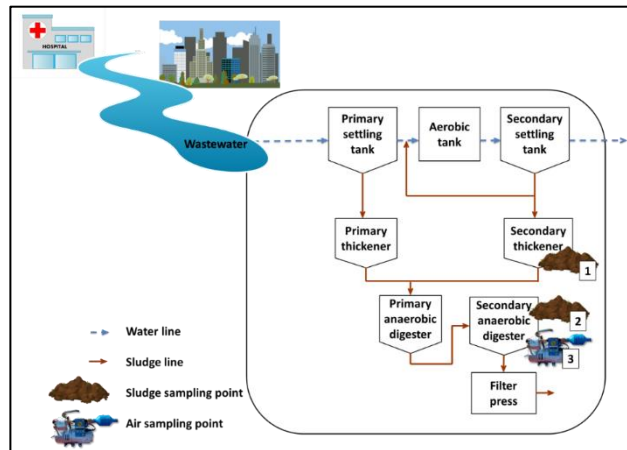 HOSPITAL
Wastewater
Primary
settling
tank
Aerobic
tank
Secondary
settling
tank
Primary
thickener
Secondary
thickener
1
Primary
anaerobic
digester
Secondary
anaerobic
digester
2
3
Filter
press
Water line
Sludge line
Sludge sampling point
Air sampling point